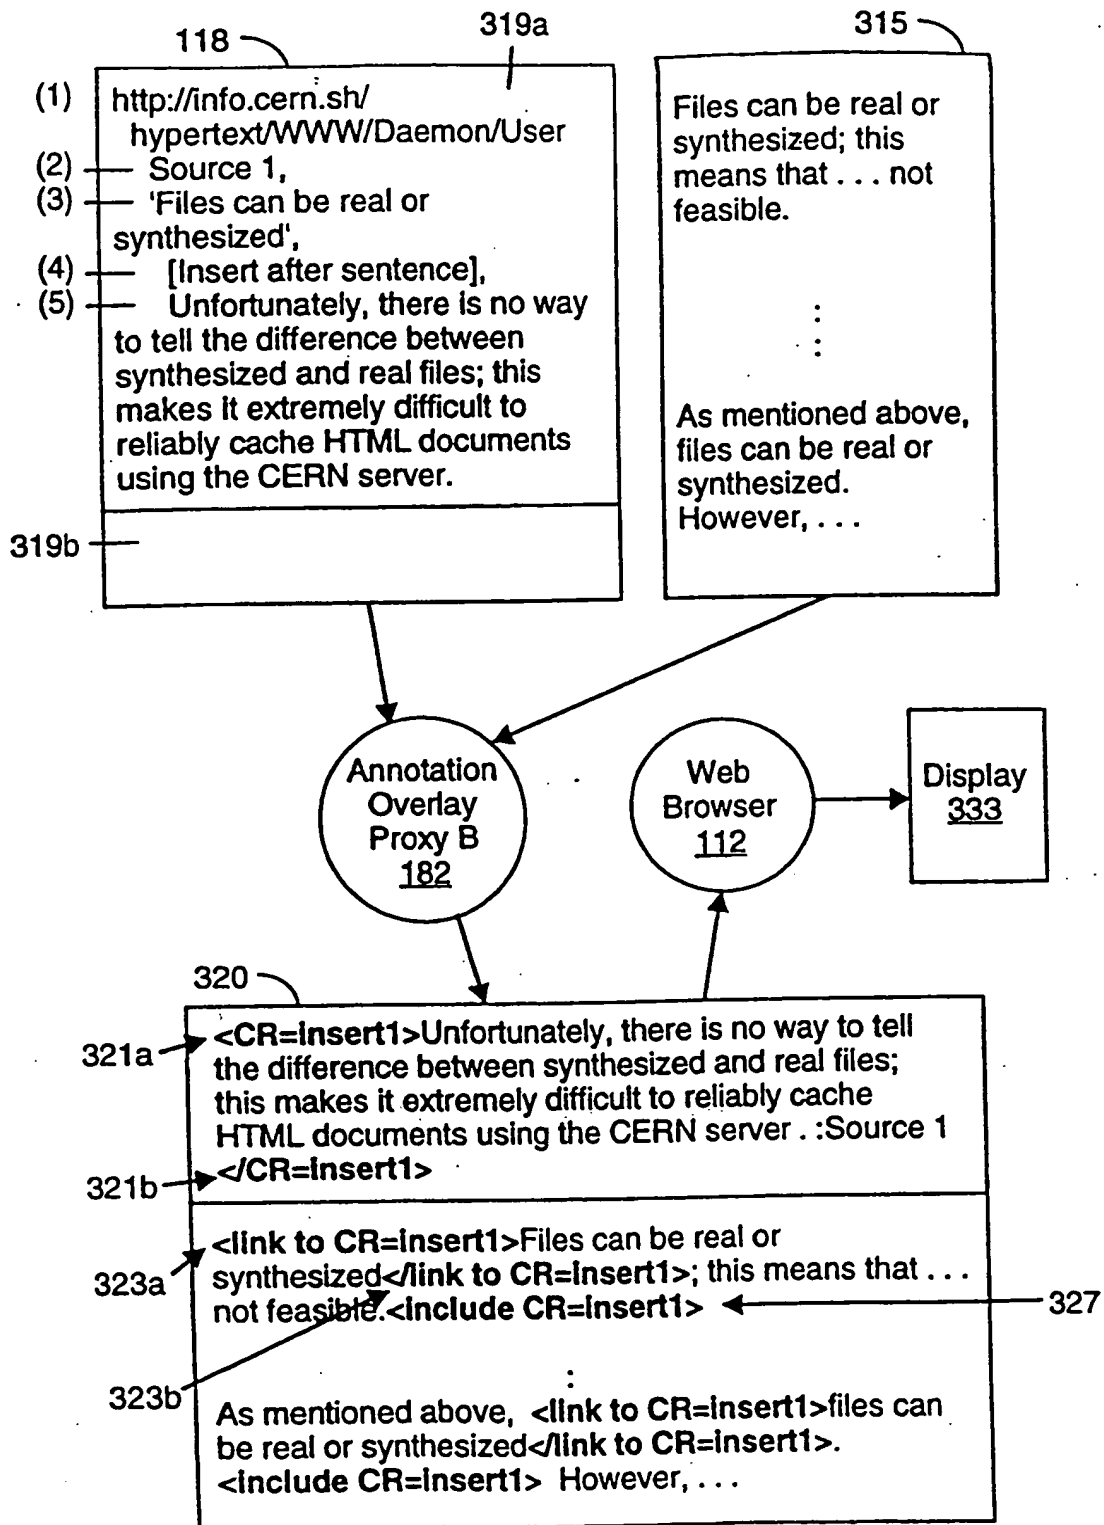 118
319a
315
(1) http://info.cern.sh/
hypertext/WWW/Daemon/User
(2) Source 1,
(3) 'Files can be real or
synthesized',
(4) [Insert after sentence],
(5) Unfortunately, there is no way
to tell the difference between
synthesized and real files; this
makes it extremely difficult to
reliably cache HTML documents
using the CERN server.
319b
Files can be real or
synthesized; this
means that . . . not
feasible.
:
:
As mentioned above,
files can be real or
synthesized.
However, . . .
Annotation
Overlay
Proxy B
182
Web
Browser
112
Display
333
320
321a
<CR=insert1>Unfortunately, there is no way to tell
the difference between synthesized and real files;
this makes it extremely difficult to reliably cache
HTML documents using the CERN server . :Source 1
</CR=insert1>
321b
323a
<link to CR=insert1>Files can be real or
synthesized</link to CR=insert1>; this means that . . .
not feasible.<include CR=insert1>
327
323b
:
As mentioned above, <link to CR=insert1>files can
be real or synthesized</link to CR=insert1>.
<include CR=insert1> However, . . .